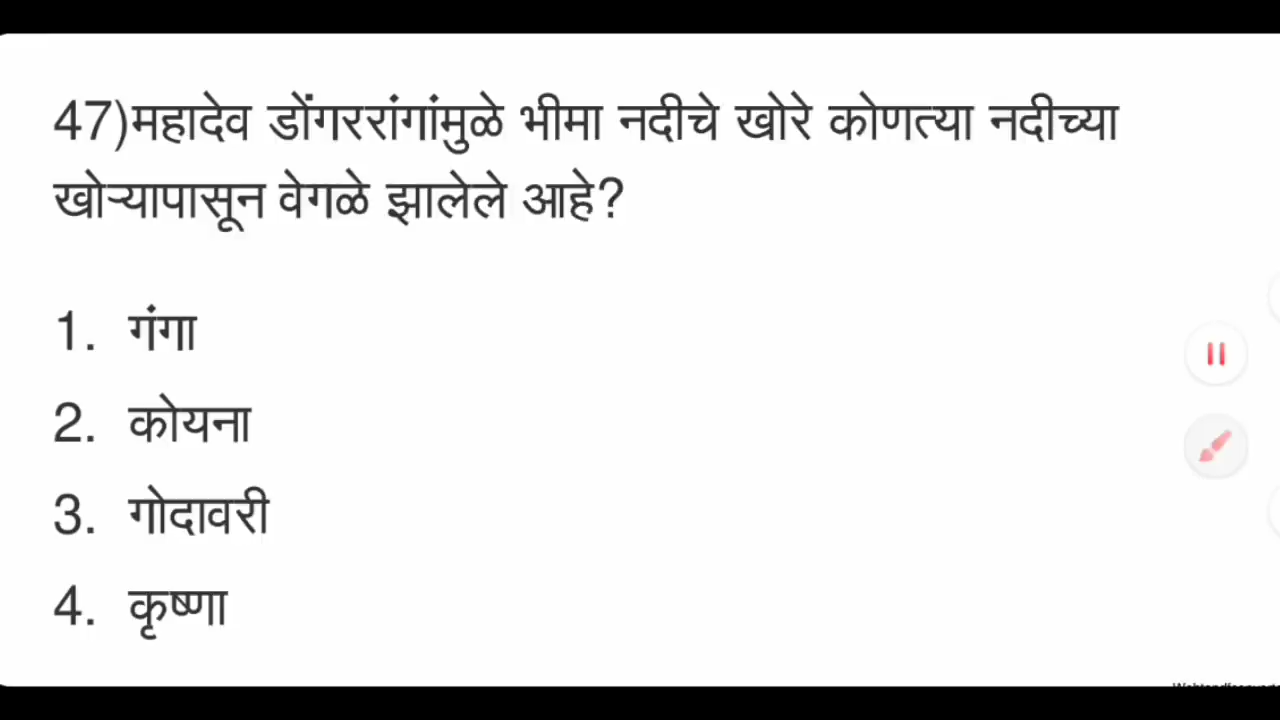 47)महादेव डोंगररांगांमुळे भीमा नदीचे खोरे कोणत्या नदीच्या
खोऱ्यापासून वेगळे झालेले आहे?
1. गंगा
2. कोयना
3. गोदावरी
4. कृष्णा